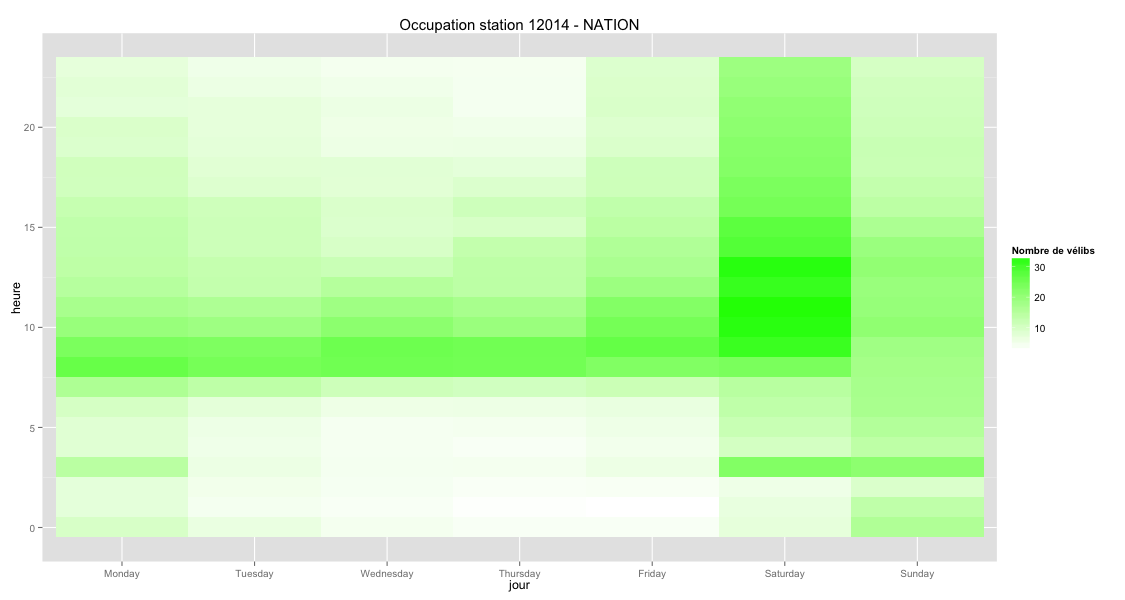 Occupation station 12014 - NATION
heure
20
15
10
5
0
Monday Tuesday Wednesday Thursday Friday Saturday Sunday
jour
Nombre de vélibs
30
20
10